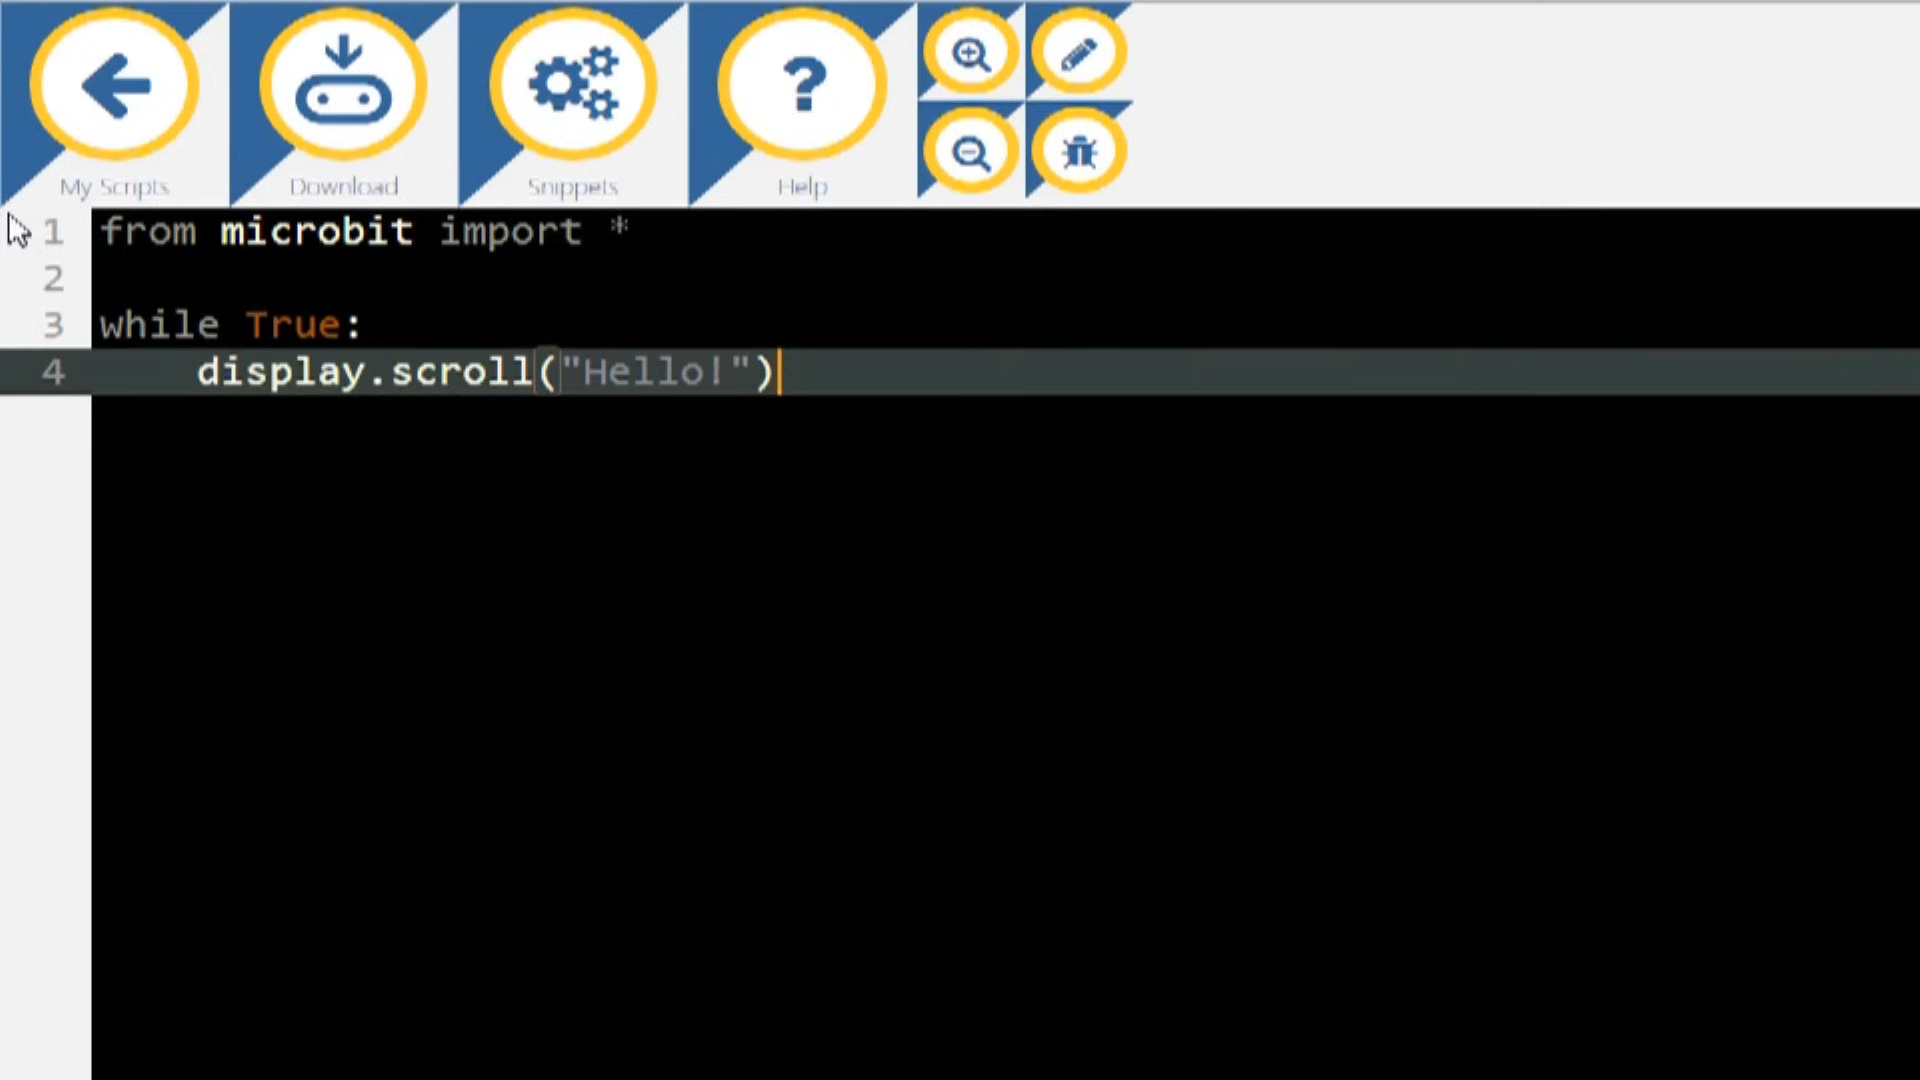 My Scripts
Download
Snippets
?
Help
1 from microbit import *
2
3 while True:
4     display.scroll("Hello!")